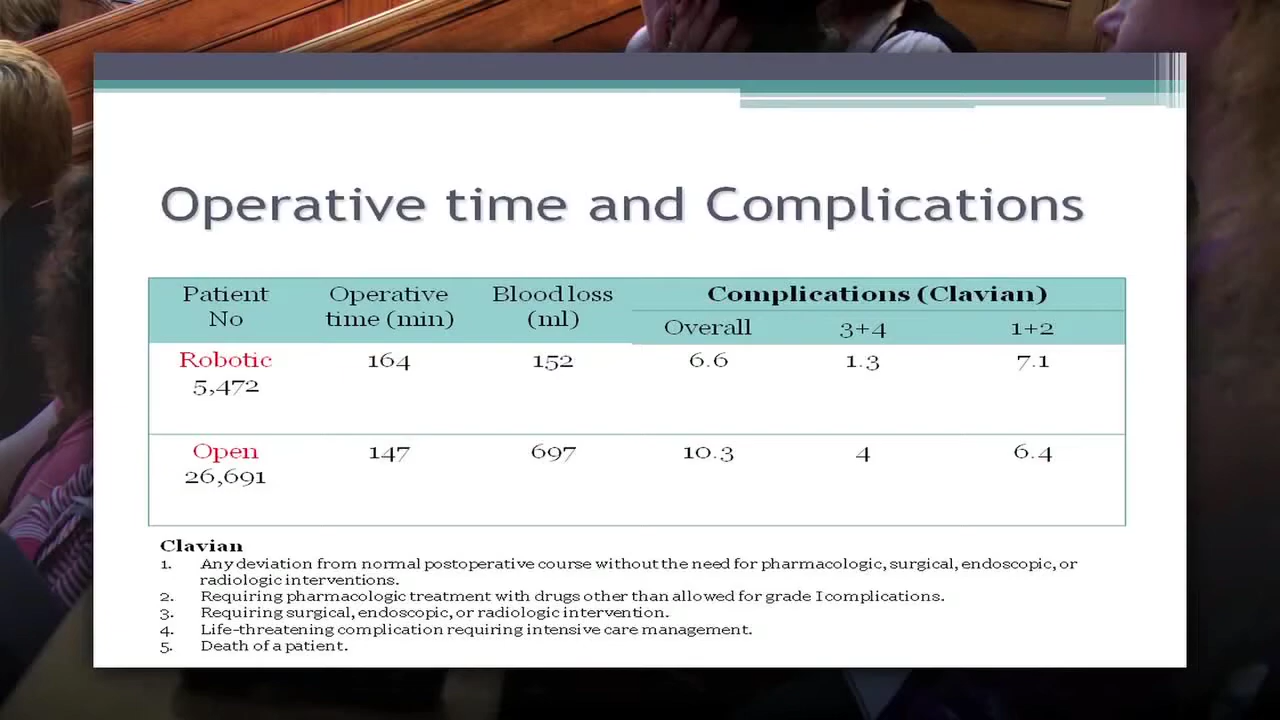 Operative time and Complications
Patient No Operative time (min) Blood loss (ml) Complications (Clavian)
Overall 3+4 1+2
Robotic 5,472 164 152 6.6 1.3 7.1
Open 26,691 147 697 10.3 4 6.4
Clavian
1. Any deviation from normal postoperative course without the need for pharmacologic, surgical, endoscopic, or
radiologic interventions.
2. Requiring pharmacologic treatment with drugs other than allowed for grade I complications.
3. Requiring surgical, endoscopic, or radiologic intervention.
4. Life-threatening complication requiring intensive care management.
5. Death of a patient.